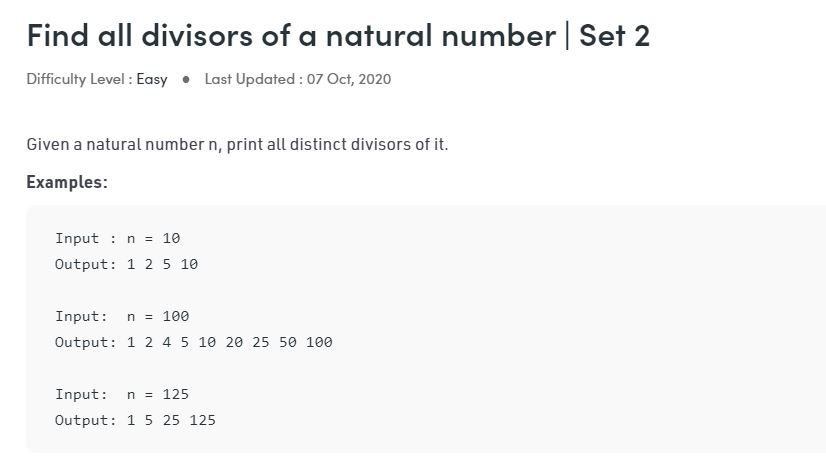 Find all divisors of a natural number | Set 2
Difficulty Level : Easy ● Last Updated : 07 Oct, 2020
Given a natural number n, print all distinct divisors of it.
Examples:
Input : n = 10
Output: 1 2 5 10
Input:  n = 100
Output: 1 2 4 5 10 20 25 50 100
Input:  n = 125
Output: 1 5 25 125